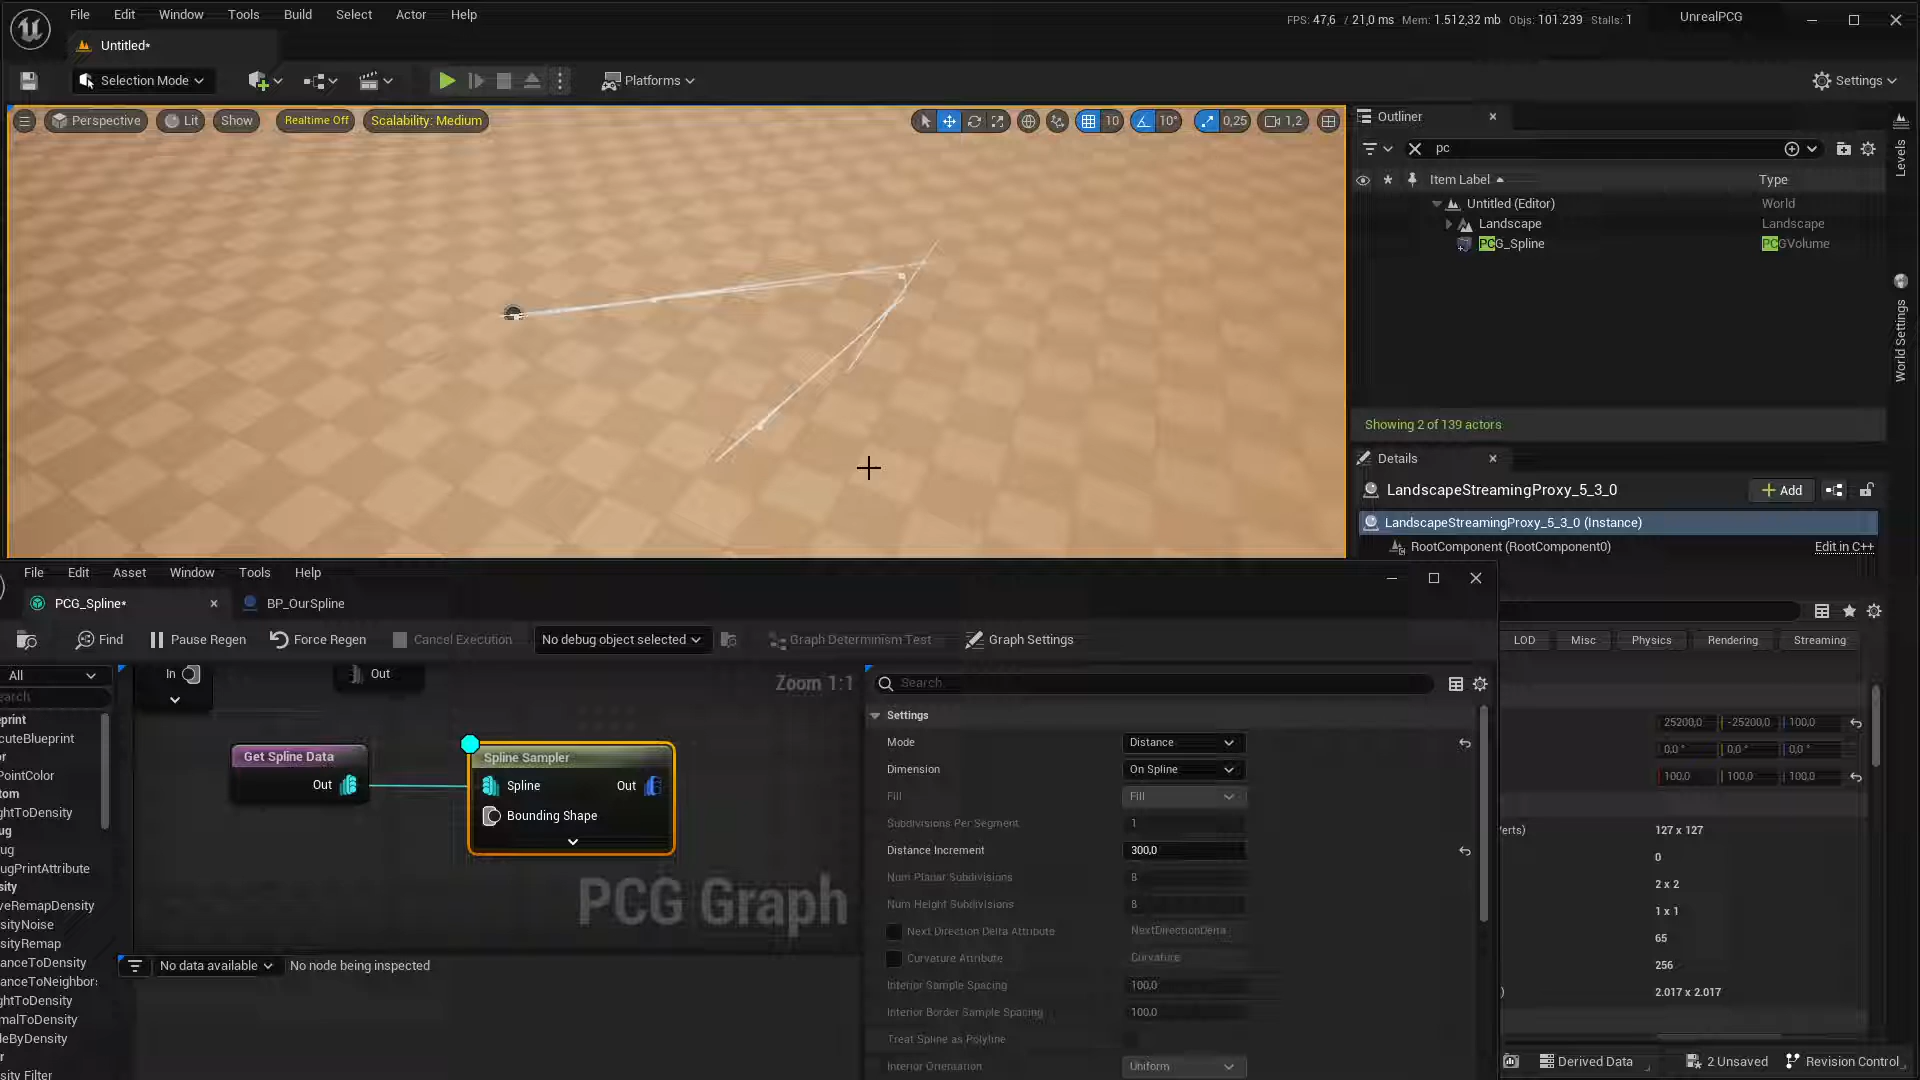 File Edit Window Tools Build Select Actor Help
FPS: 47,6 / 21,0 ms Mem: 1.512,32 mb Objs: 101.239 Stalls: 1
UnrealPCG
Untitled*
Selection Mode
Platforms
Settings
Perspective
Lit
Show
Realtime Off
Scalability: Medium
10
10°
0,25
1,2
Outliner
pc
Item Label
Type
Untitled (Editor) World
Landscape Landscape
PCG_Spline PCGVolume
Showing 2 of 139 actors
Levels
World Settings
Details
LandscapeStreamingProxy_5_3_0
Add
LandscapeStreamingProxy_5_3_0 (Instance)
RootComponent (RootComponent0)
Edit in C++
File Edit Asset Window Tools Help
PCG_Spline*
BP_OurSpline
Find
Pause Regen
Force Regen
Cancel Execution
No debug object selected
Graph Determinism Test
Graph Settings
LOD Misc Physics Rendering Streaming
All
earch
eprint
cuteBlueprint
or
PointColor
tom
ghtToDensity
ug
ug
ugPrintAttribute
sity
veRemapDensity
sityNoise
sityRemap
anceToDensity
anceToNeighbor
ghtToDensity
malToDensity
leByDensity
er
sity Filter
In
Out
Zoom 1:1
Get Spline Data
Out
Spline Sampler
Spline
Out
Bounding Shape
PCG Graph
No data available
No node being inspected
Search
Settings
Mode Distance
Dimension On Spline
Fill Fill
Subdivisions Per Segment 1
Distance Increment 300,0
Num Planar Subdivisions 8
Num Height Subdivisions 8
Next Direction Delta Attribute NextDirectionDelta
Curvature Attribute Curvature
Interior Sample Spacing 100,0
Interior Border Sample Spacing 100,0
Treat Spline as Polyline
Interior Orientation Uniform
25200,0 -25200,0 100,0
0,0 ° 0,0 ° 0,0 °
100,0 100,0 100,0
erts) 127 x 127
0
2 x 2
1 x 1
65
256
) 2.017 x 2.017
Derived Data
2 Unsaved
Revision Control